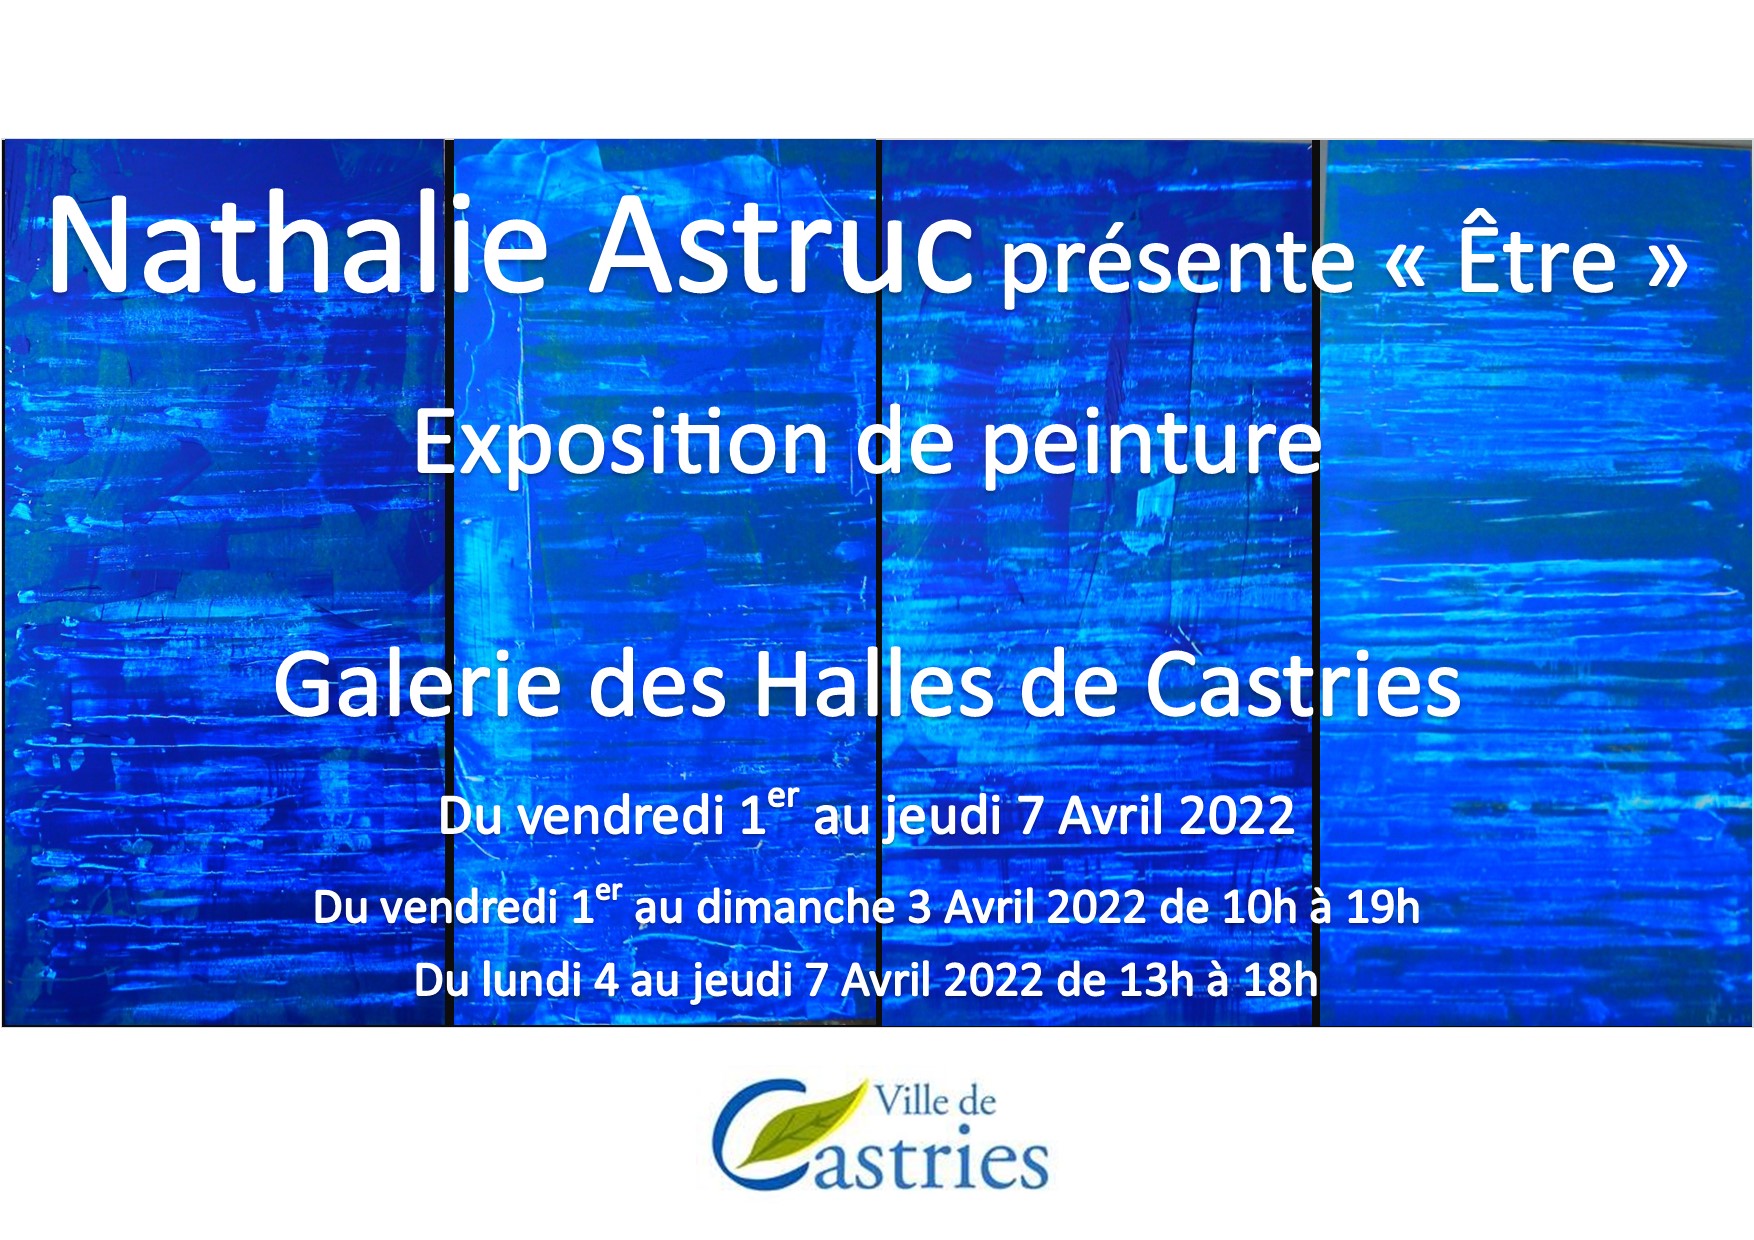 Nathalie Astruc présente « Être »
Exposition de peinture
Galerie des Halles de Castries
Du vendredi 1er au jeudi 7 Avril 2022
Du vendredi 1er au dimanche 3 Avril 2022 de 10h à 19h
Du lundi 4 au jeudi 7 Avril 2022 de 13h à 18h
Ville de
Castries